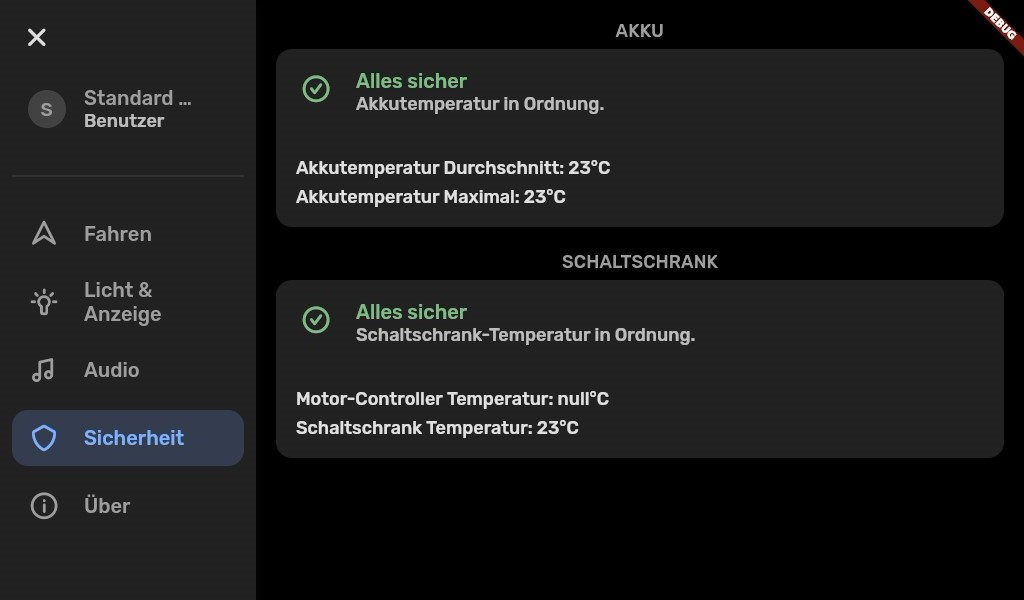 DEBUG
S
Standard ...
Benutzer
Fahren
Licht &
Anzeige
Audio
Sicherheit
Über
AKKU
Alles sicher
Akkutemperatur in Ordnung.
Akkutemperatur Durchschnitt: 23°C
Akkutemperatur Maximal: 23°C
SCHALTSCHRANK
Alles sicher
Schaltschrank-Temperatur in Ordnung.
Motor-Controller Temperatur: null°C
Schaltschrank Temperatur: 23°C